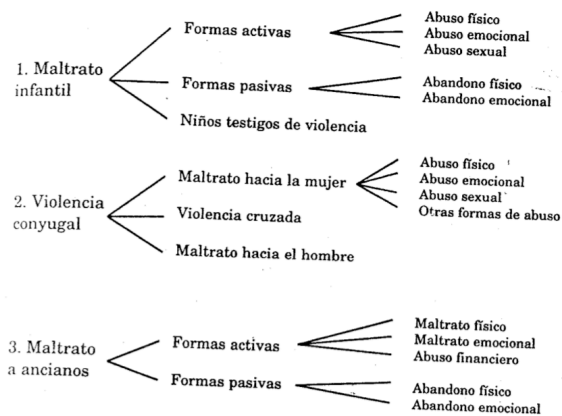 Formas activas
Abuso físico
Abuso emocional
Abuso sexual
1. Maltrato
infantil
Formas pasivas
Abandono físico
Abandono emocional
Niños testigos de violencia
2. Violencia
conyugal
Maltrato hacia la mujer
Abuso físico
Abuso emocional
Abuso sexual
Otras formas de abuso
Violencia cruzada
Maltrato hacia el hombre
3. Maltrato
a ancianos
Formas activas
Maltrato físico
Maltrato emocional
Abuso financiero
Formas pasivas
Abandono físico
Abandono emocional